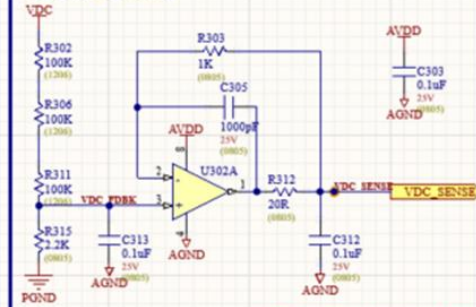 VDC
R302
100K
(1206)
R306
100K
(1206)
R311
100K
(1206)
VDC_FDBK
R315
2.2K
(0805)
PGND
C313
0.1uF
25V
(0805)
AGND
R303
1K
(0805)
C305
1000pF
25V
(0805)
AVDD
8
U302A
2
-
3
+
1
4
AGND
R312
20R
(0805)
VDC_SENSE
VDC_SENSE
C312
0.1uF
25V
(0805)
AGND
AVDD
C303
0.1uF
25V
(0805)
AGND